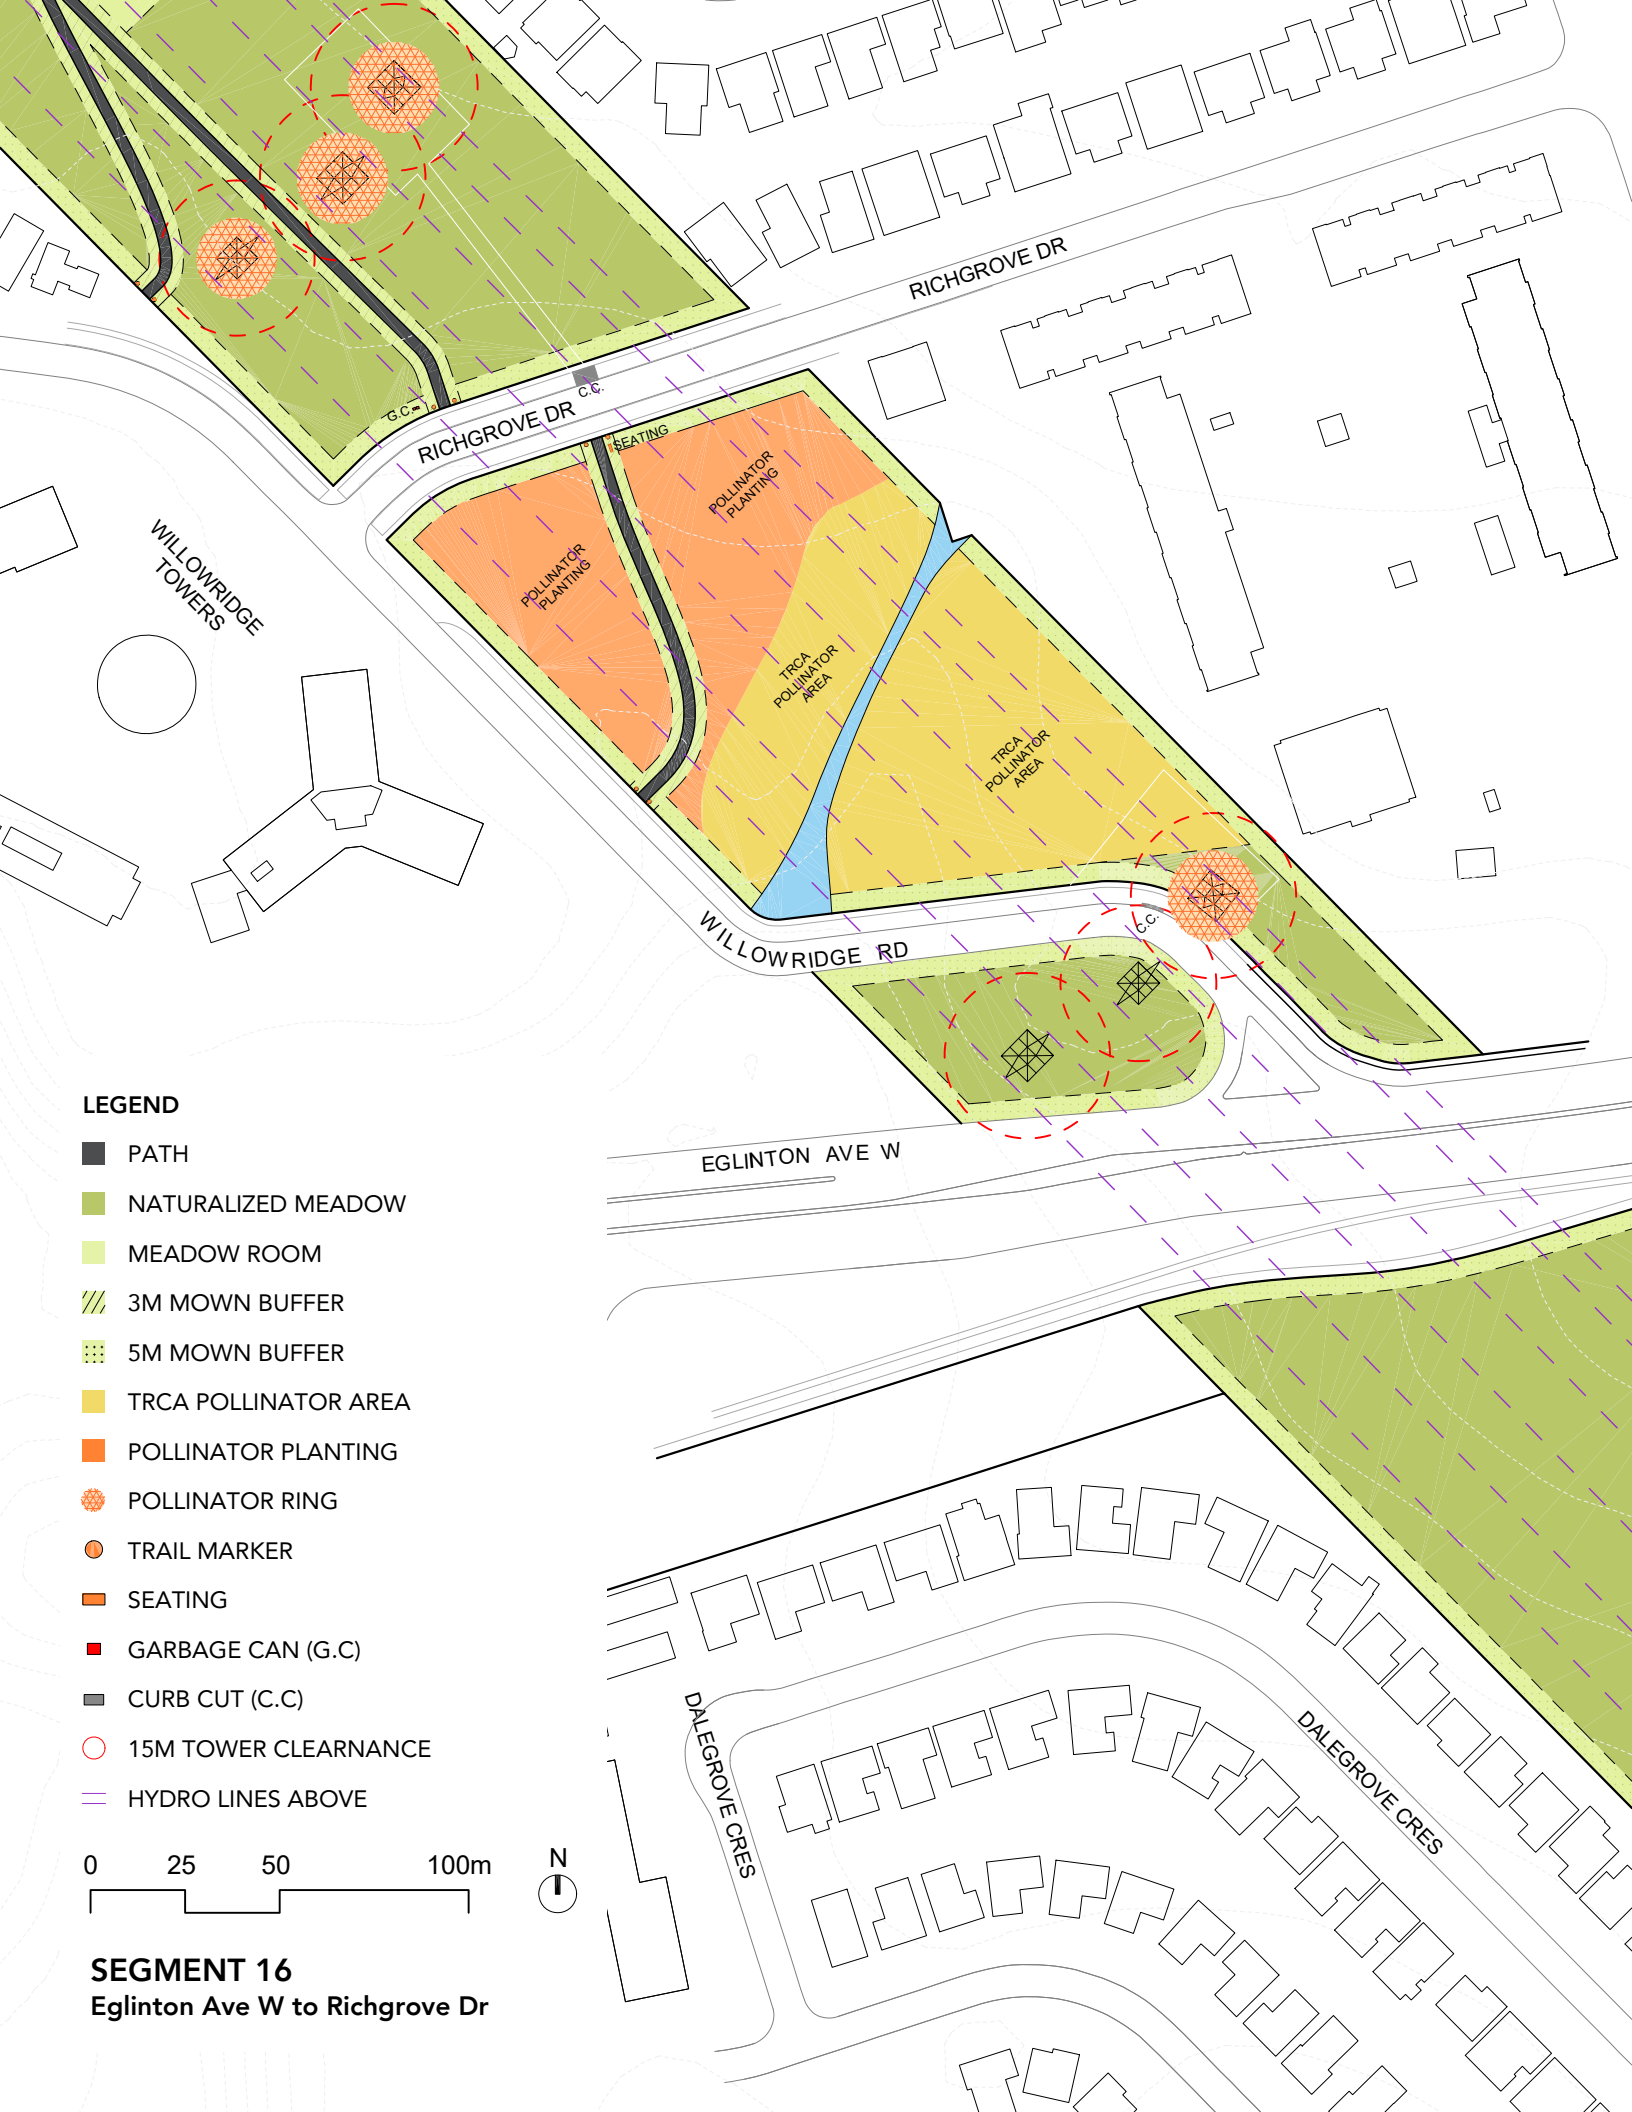 RICHGROVE DR
C.C.
G.C.
RICHGROVE DR
SEATING
POLLINATOR
PLANTING
POLLINATOR
PLANTING
WILLOWRIDGE
TOWERS
TRCA
POLLINATOR
AREA
TRCA
POLLINATOR
AREA
C.C.
WILLOWRIDGE RD
EGLINTON AVE W
LEGEND
PATH
NATURALIZED MEADOW
MEADOW ROOM
3M MOWN BUFFER
5M MOWN BUFFER
TRCA POLLINATOR AREA
POLLINATOR PLANTING
POLLINATOR RING
TRAIL MARKER
SEATING
GARBAGE CAN (G.C)
CURB CUT (C.C)
15M TOWER CLEARNANCE
HYDRO LINES ABOVE
DALEGROVE CRES
DALEGROVE CRES
0 25 50 100m
N
SEGMENT 16
Eglinton Ave W to Richgrove Dr